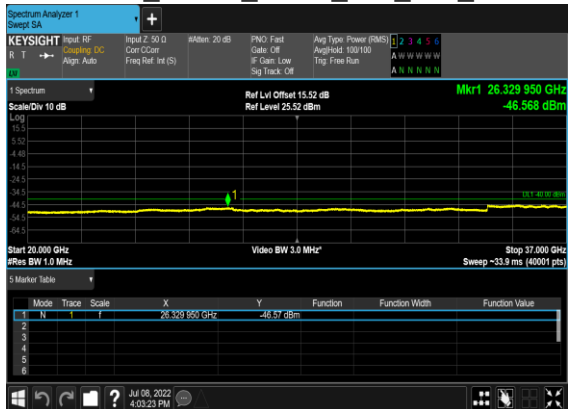 Spectrum Analyzer 1
Swept SA
+
KEYSIGHT Input: RF Input Z: 50 Ω #Atten: 20 dB PNO: Fast Avg Type: Power (RMS) 1 2 3 4 5 6
R T Coupling: DC Corr CCorr Gate: Off Avg|Hold: 100/100 A W W W W W
Align: Auto Freq Ref: Int (S) IF Gain: Low Trig: Free Run
LXI Sig Track: Off A N N N N N
1 Spectrum Ref Lvl Offset 15.52 dB Mkr1 26.329 950 GHz
Scale/Div 10 dB Ref Level 25.52 dBm -46.568 dBm
Log
15.5
5.52
-4.48
-14.5
-24.5
-34.5
1 DL1 -40.00 dBm
-44.5
-54.5
-64.5
Start 20.000 GHz Video BW 3.0 MHz* Stop 37.000 GHz
#Res BW 1.0 MHz Sweep ~33.9 ms (40001 pts)
5 Marker Table
Mode Trace Scale X Y Function Function Width Function Value
1 N 1 f 26.329 950 GHz -46.57 dBm
2
3
4
5
6
? Jul 08, 2022
4:03:23 PM